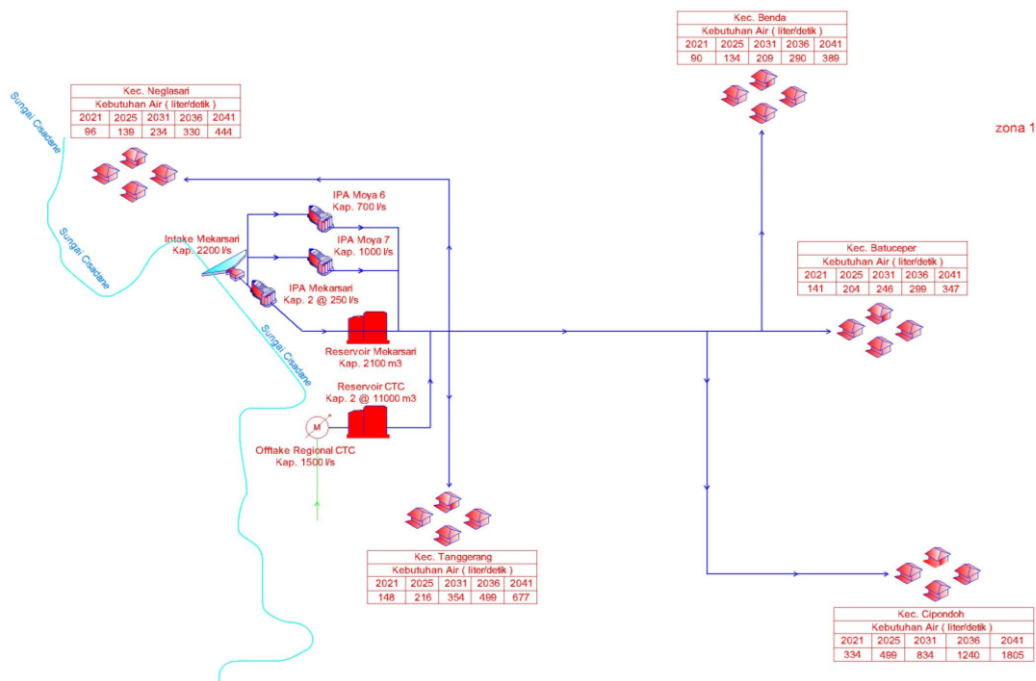 Kec. Benda
Kebutuhan Air ( liter/detik )
2021 2025 2031 2036 2041
90 134 209 290 389
zona 1
Sungai Cisadane
Kec. Neglasari
Kebutuhan Air ( liter/detik )
2021 2025 2031 2036 2041
96 139 234 330 444
IPA Moya 6
Kap. 700 l/s
Sungai Cisadane
Intake Mekarsari
Kap. 2200 l/s
IPA Moya 7
Kap. 1000 l/s
IPA Mekarsari
Kap. 2 @ 250 l/s
Kec. Batuceper
Kebutuhan Air ( liter/detik )
2021 2025 2031 2036 2041
141 204 246 299 347
Sungai Cisadane
Reservoir Mekarsari
Kap. 2100 m3
Reservoir CTC
Kap. 2 @ 11000 m3
M
Offtake Regional CTC
Kap. 1500 l/s
Kec. Tanggerang
Kebutuhan Air ( liter/detik )
2021 2025 2031 2036 2041
148 216 354 499 677
Kec. Cipondoh
Kebutuhan Air ( liter/detik )
2021 2025 2031 2036 2041
334 499 834 1240 1805